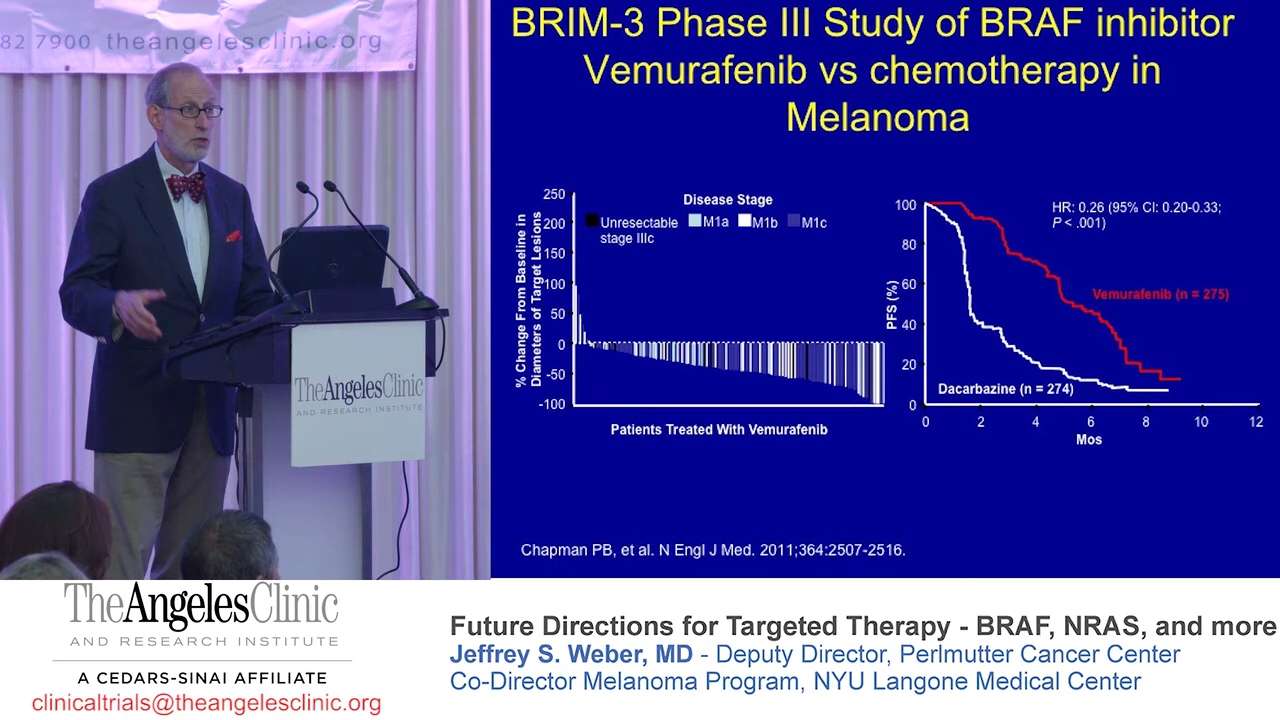 82 7900 theangelesclinic.org
TheAngelesClinic
AND RESEARCH INSTITUTE
BRIM-3 Phase III Study of BRAF inhibitor
Vemurafenib vs chemotherapy in
Melanoma
% Change From Baseline in
Diameters of Target Lesions
250
200
150
100
50
0
-50
-100
Disease Stage
Unresectable
stage IIIc
M1a
M1b
M1c
Patients Treated With Vemurafenib
PFS (%)
100
80
60
40
20
0
HR: 0.26 (95% CI: 0.20-0.33;
P < .001)
Vemurafenib (n = 275)
Dacarbazine (n = 274)
0 2 4 6 8 10 12
Mos
Chapman PB, et al. N Engl J Med. 2011;364:2507-2516.
TheAngelesClinic
AND RESEARCH INSTITUTE
A CEDARS-SINAI AFFILIATE
clinicaltrials@theangelesclinic.org
Future Directions for Targeted Therapy - BRAF, NRAS, and more
Jeffrey S. Weber, MD - Deputy Director, Perlmutter Cancer Center
Co-Director Melanoma Program, NYU Langone Medical Center